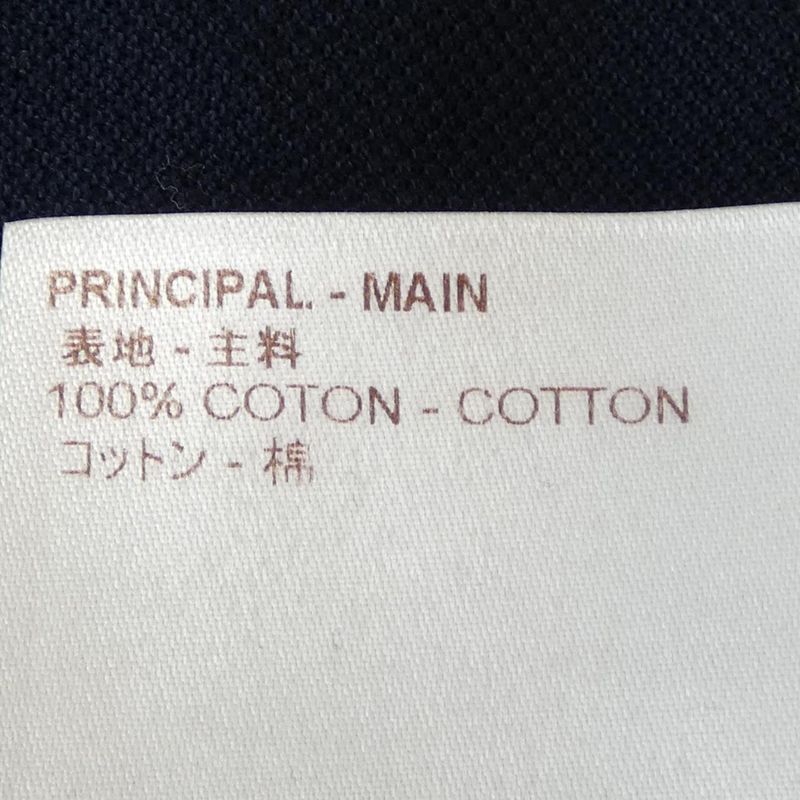 PRINCIPAL - MAIN
表地 - 主料
100% COTON - COTTON
コットン - 棉